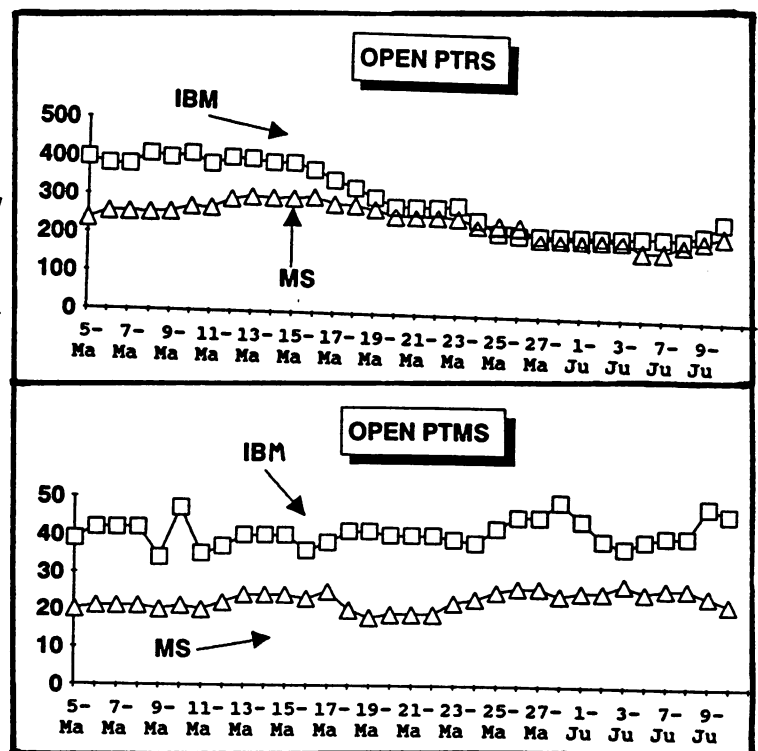 OPEN PTRS
IBM
500
400
300
200
100
0
MS
5- 7- 9- 11- 13- 15- 17- 19- 21- 23- 25- 27- 1- 3- 7- 9-
Ma Ma Ma Ma Ma Ma Ma Ma Ma Ma Ma Ma Ju Ju Ju Ju
OPEN PTMS
IBM
50
40
30
20
10
0
MS
5- 7- 9- 11- 13- 15- 17- 19- 21- 23- 25- 27- 1- 3- 7- 9-
Ma Ma Ma Ma Ma Ma Ma Ma Ma Ma Ma Ma Ju Ju Ju Ju